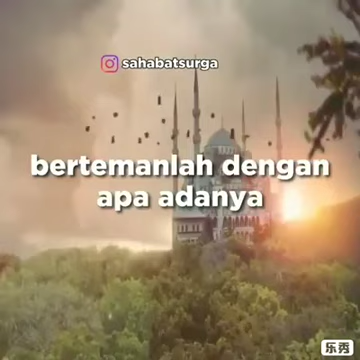 sahabatsurga
bertemanlah dengan
apa adanya
乐秀